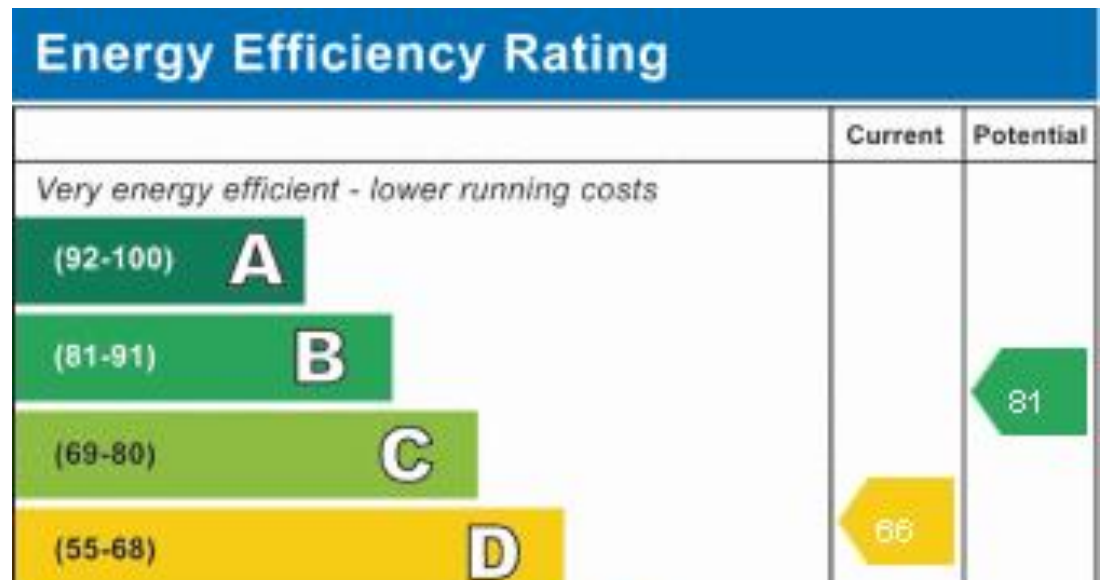 Energy Efficiency Rating
Current Potential
Very energy efficient - lower running costs
(92-100) A
(81-91) B
81
(69-80) C
66
(55-68) D